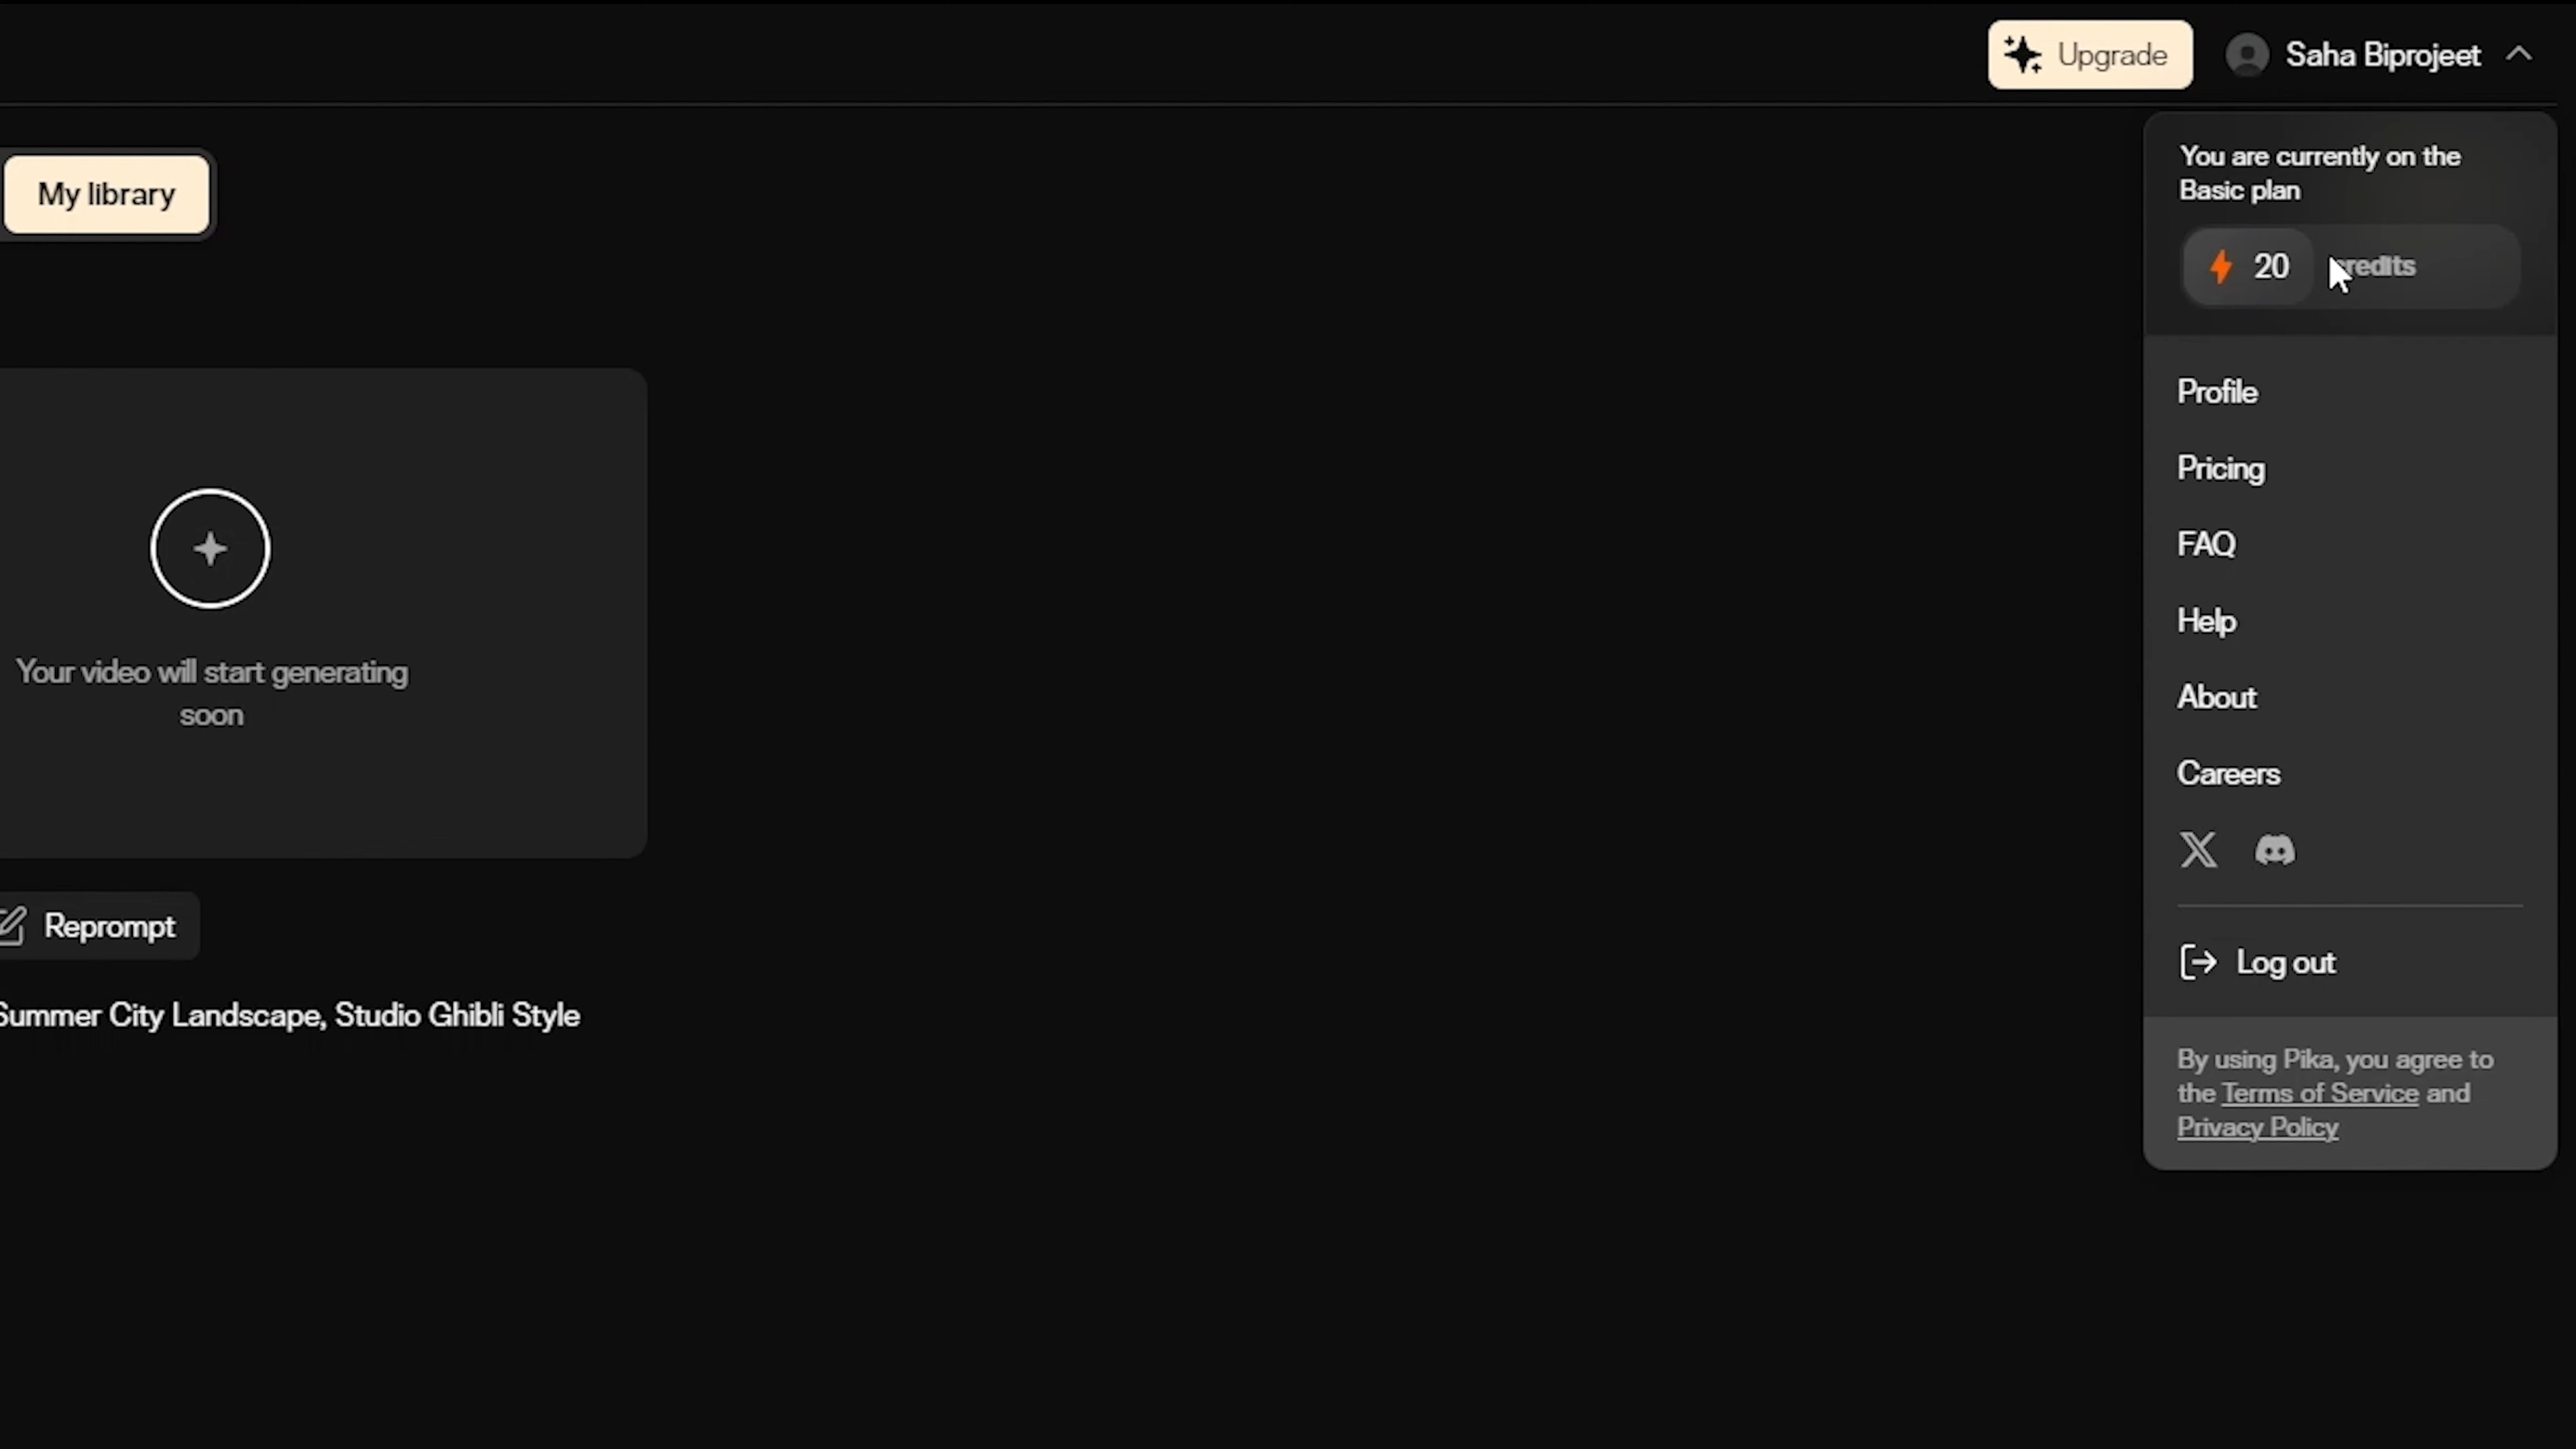 Upgrade
Saha Biprojeet
My library
You are currently on the
Basic plan
20 credits
Profile
Pricing
FAQ
Help
About
Careers
Your video will start generating
soon
Reprompt
Summer City Landscape, Studio Ghibli Style
Log out
By using Pika, you agree to
the Terms of Service and
Privacy Policy